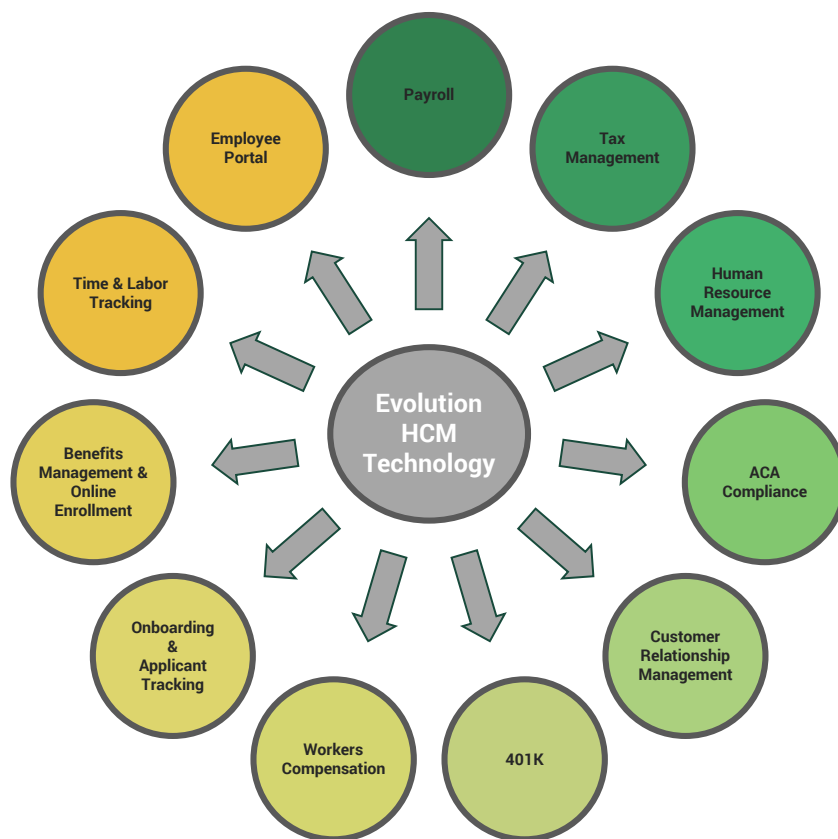 Payroll
Tax
Management
Human
Resource
Management
ACA
Compliance
Customer
Relationship
Management
401K
Workers
Compensation
Onboarding
&
Applicant
Tracking
Benefits
Management &
Online
Enrollment
Time & Labor
Tracking
Employee
Portal
Evolution
HCM
Technology